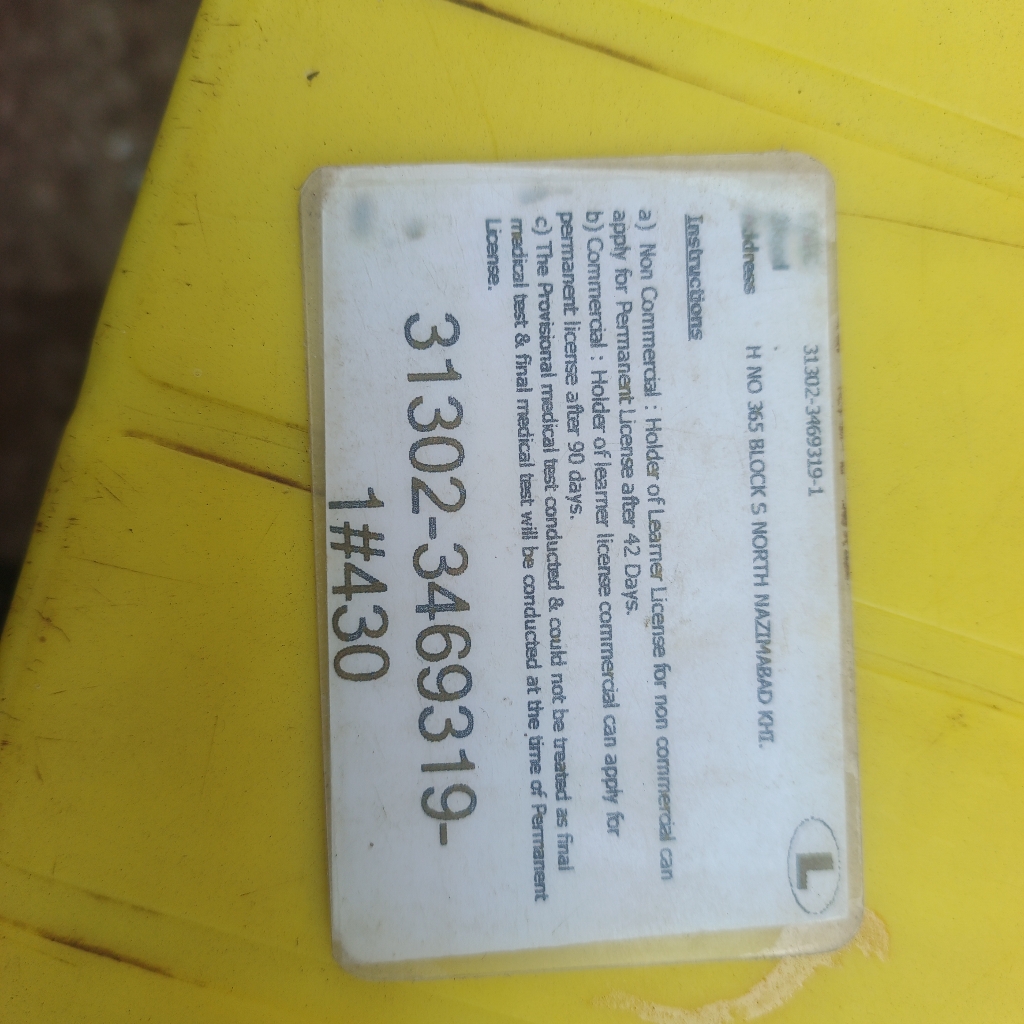 31302-3469319-1
L
Address H NO 365 BLOCK S NORTH NAZIMABAD KHI.
Instructions
a) Non Commercial : Holder of Learner License for non commercial can
apply for Permanent License after 42 Days.
b) Commercial : Holder of learner license commercial can apply for
permanent license after 90 days.
c) The Provisional medical test conducted & could not be treated as final
medical test & final medical test will be conducted at the time of Permanent
License.
31302-3469319-
1#430